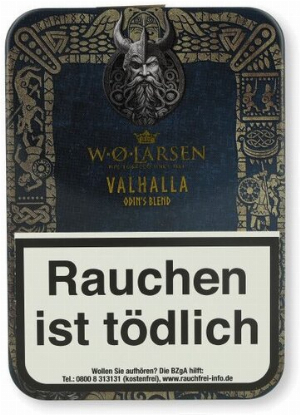 W·Ø·LARSEN
VALHALLA
ODIN'S BLEND
Rauchen
ist tödlich
Wollen Sie aufhören? Die BZgA hilft:
Tel.: 0800 8 313131 (kostenfrei), www.rauchfrei-info.de